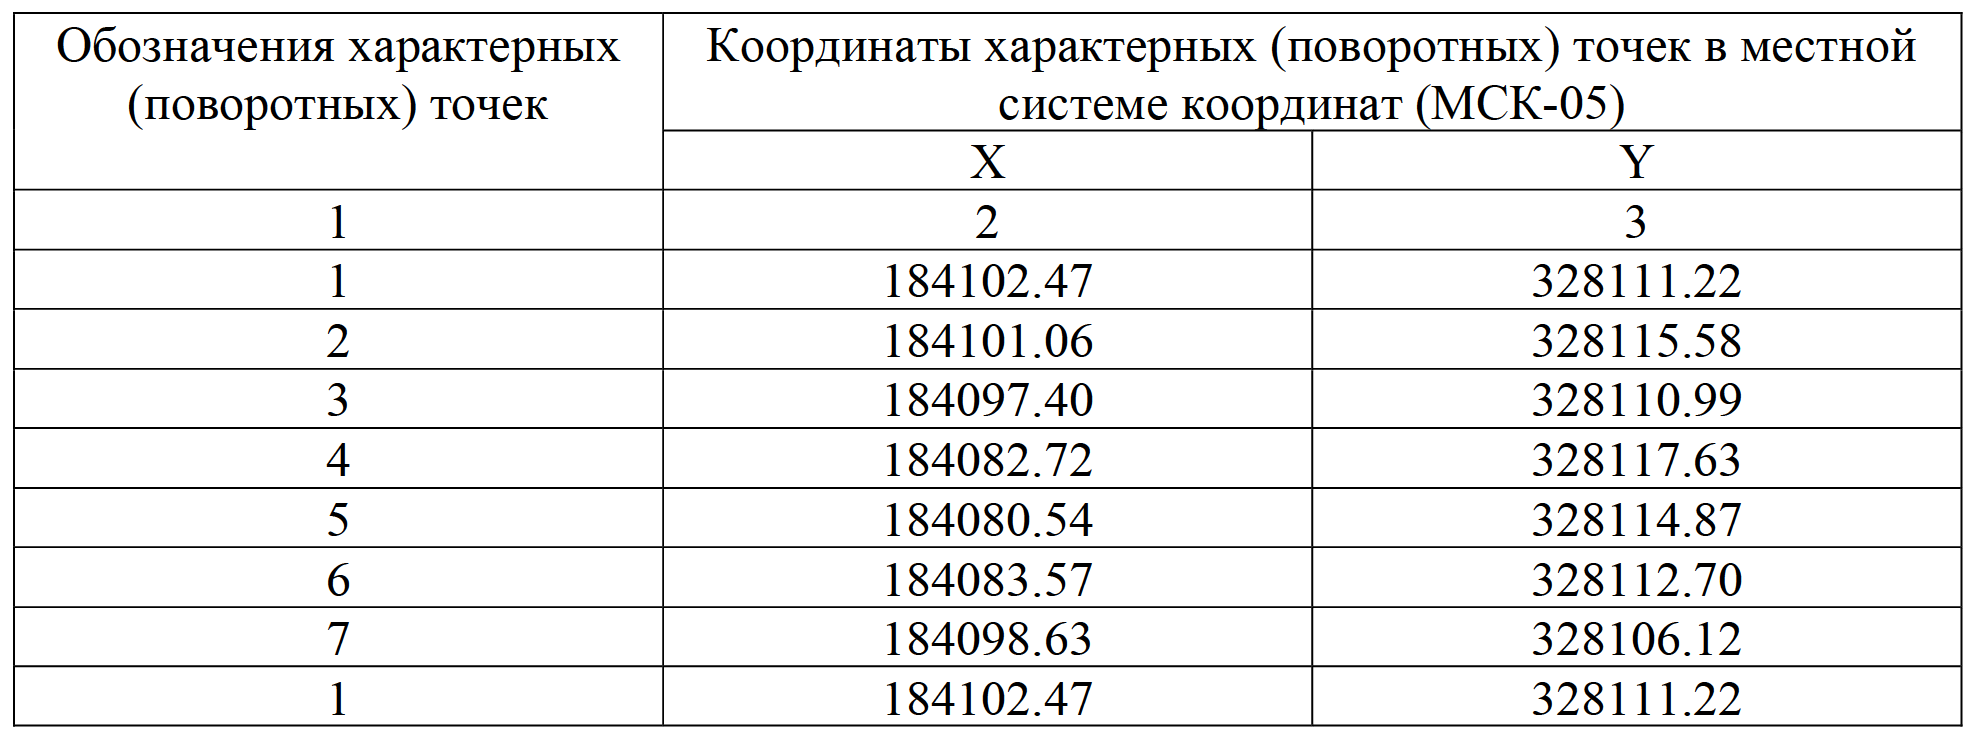 Обозначения характерных
(поворотных) точек
Координаты характерных (поворотных) точек в местной
системе координат (МСК-05)
X
Y
1 2 3
1 184102.47 328111.22
2 184101.06 328115.58
3 184097.40 328110.99
4 184082.72 328117.63
5 184080.54 328114.87
6 184083.57 328112.70
7 184098.63 328106.12
1 184102.47 328111.22